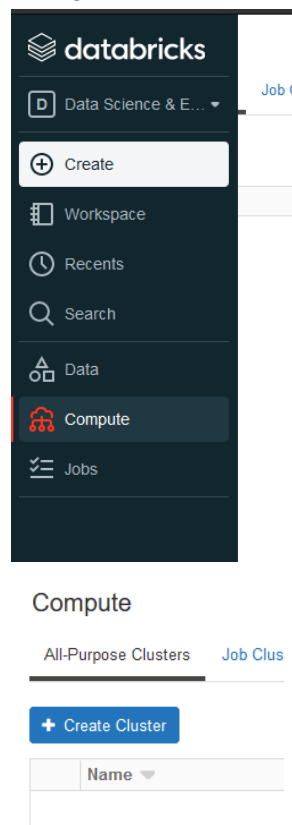 databricks
D Data Science & E...
Job
Create
Workspace
Recents
Search
Data
Compute
Jobs
Compute
All-Purpose Clusters Job Clus
+ Create Cluster
Name